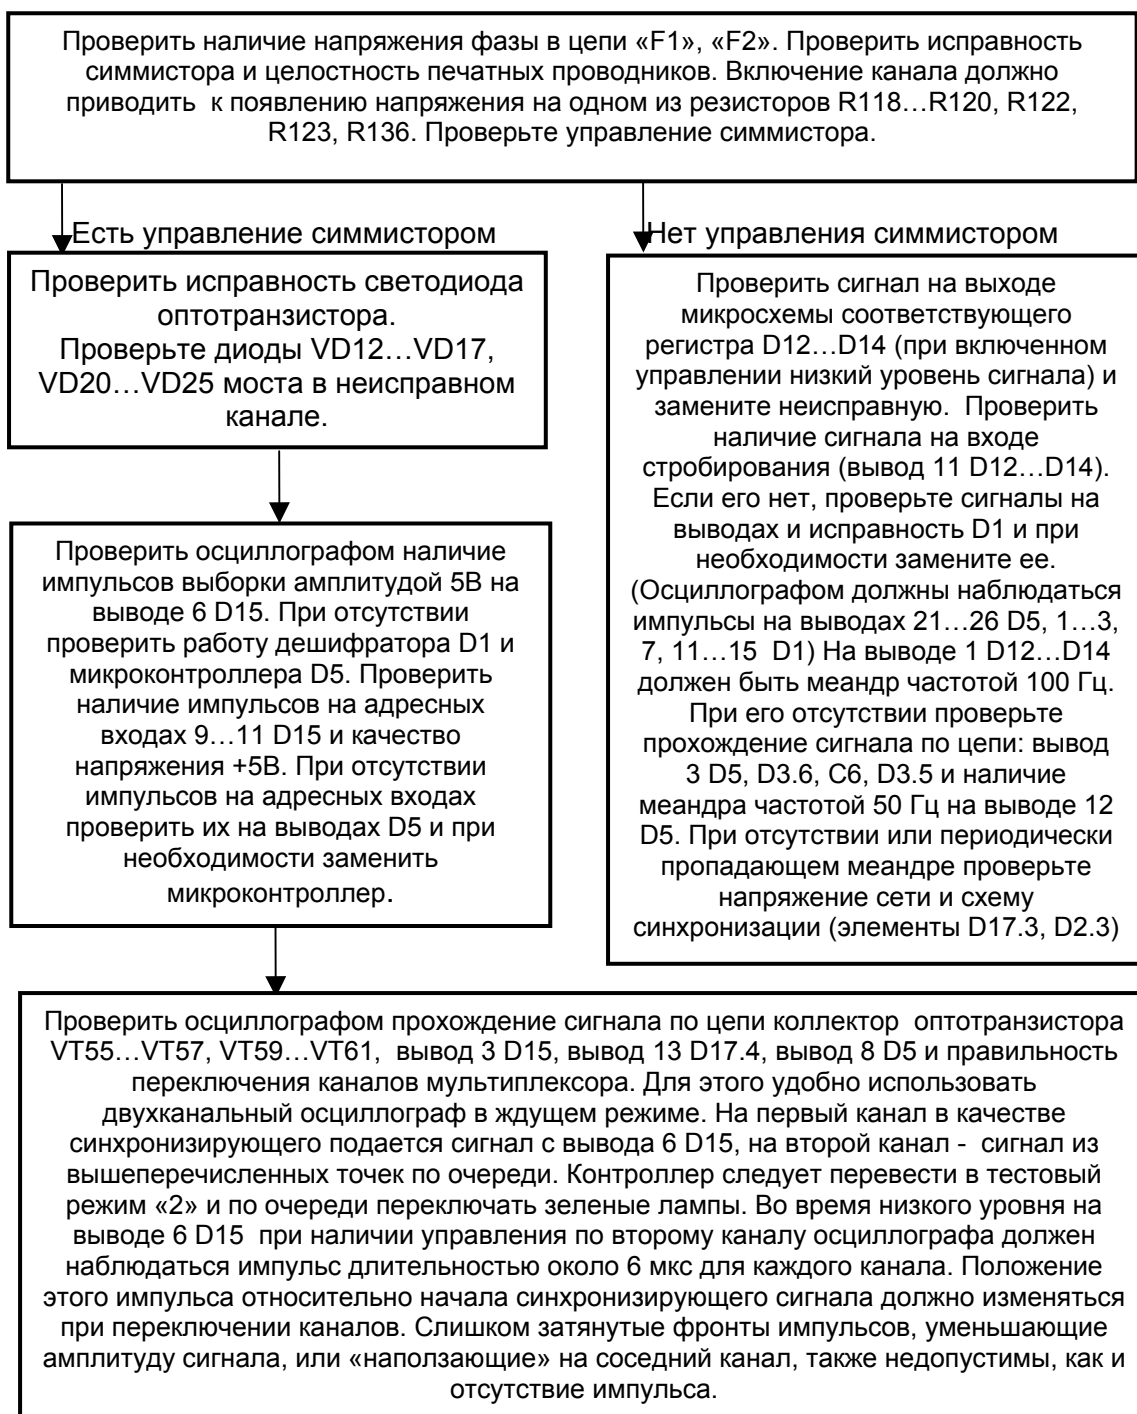 Проверить наличие напряжения фазы в цепи «F1», «F2». Проверить исправность
симмистора и целостность печатных проводников. Включение канала должно
приводить к появлению напряжения на одном из резисторов R118…R120, R122,
R123, R136. Проверьте управление симмистора.
Есть управление симмистором
Проверить исправность светодиода
оптотранзистора.
Проверьте диоды VD12…VD17,
VD20…VD25 моста в неисправном
канале.
Проверить осциллографом наличие
импульсов выборки амплитудой 5В на
выводе 6 D15. При отсутствии
проверить работу дешифратора D1 и
микроконтроллера D5. Проверить
наличие импульсов на адресных
входах 9…11 D15 и качество
напряжения +5В. При отсутствии
импульсов на адресных входах
проверить их на выводах D5 и при
необходимости заменить
микроконтроллер.
Нет управления симмистором
Проверить сигнал на выходе
микросхемы соответствующего
регистра D12…D14 (при включенном
управлении низкий уровень сигнала) и
замените неисправную. Проверить
наличие сигнала на входе
стробирования (вывод 11 D12…D14).
Если его нет, проверьте сигналы на
выводах и исправность D1 и при
необходимости замените ее.
(Осциллографом должны наблюдаться
импульсы на выводах 21…26 D5, 1…3,
7, 11…15 D1) На выводе 1 D12…D14
должен быть меандр частотой 100 Гц.
При его отсутствии проверьте
прохождение сигнала по цепи: вывод
3 D5, D3.6, C6, D3.5 и наличие
меандра частотой 50 Гц на выводе 12
D5. При отсутствии или периодически
пропадающем меандре проверьте
напряжение сети и схему
синхронизации (элементы D17.3, D2.3)
Проверить осциллографом прохождение сигнала по цепи коллектор оптотранзистора
VT55…VT57, VT59…VT61, вывод 3 D15, вывод 13 D17.4, вывод 8 D5 и правильность
переключения каналов мультиплексора. Для этого удобно использовать
двухканальный осциллограф в ждущем режиме. На первый канал в качестве
синхронизирующего подается сигнал с вывода 6 D15, на второй канал - сигнал из
вышеперечисленных точек по очереди. Контроллер следует перевести в тестовый
режим «2» и по очереди переключать зеленые лампы. Во время низкого уровня на
выводе 6 D15 при наличии управления по второму каналу осциллографа должен
наблюдаться импульс длительностью около 6 мкс для каждого канала. Положение
этого импульса относительно начала синхронизирующего сигнала должно изменяться
при переключении каналов. Слишком затянутые фронты импульсов, уменьшающие
амплитуду сигнала, или «наползающие» на соседний канал, также недопустимы, как и
отсутствие импульса.